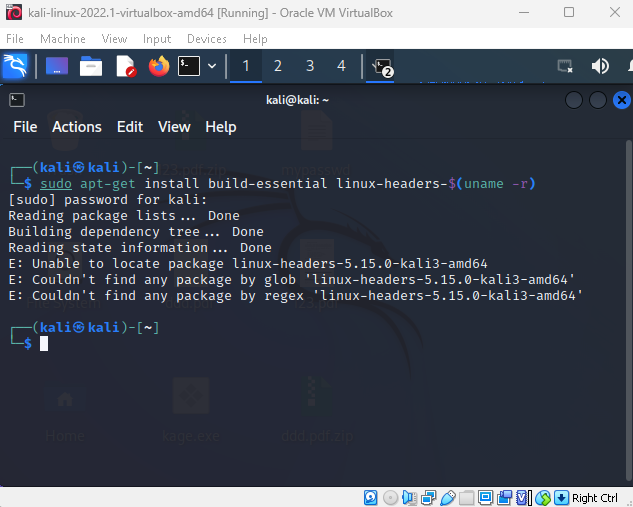 kali-linux-2022.1-virtualbox-amd64 [Running] - Oracle VM VirtualBox
File Machine View Input Devices Help
1 2 3 4 2
kali@kali: ~
File Actions Edit View Help
┌──(kali㉿kali)-[~]
└─$ sudo apt-get install build-essential linux-headers-$(uname -r)
[sudo] password for kali:
Reading package lists... Done
Building dependency tree... Done
Reading state information... Done
E: Unable to locate package linux-headers-5.15.0-kali3-amd64
E: Couldn't find any package by glob 'linux-headers-5.15.0-kali3-amd64'
E: Couldn't find any package by regex 'linux-headers-5.15.0-kali3-amd64'
┌──(kali㉿kali)-[~]
└─$
Home kage.exe
Right Ctrl